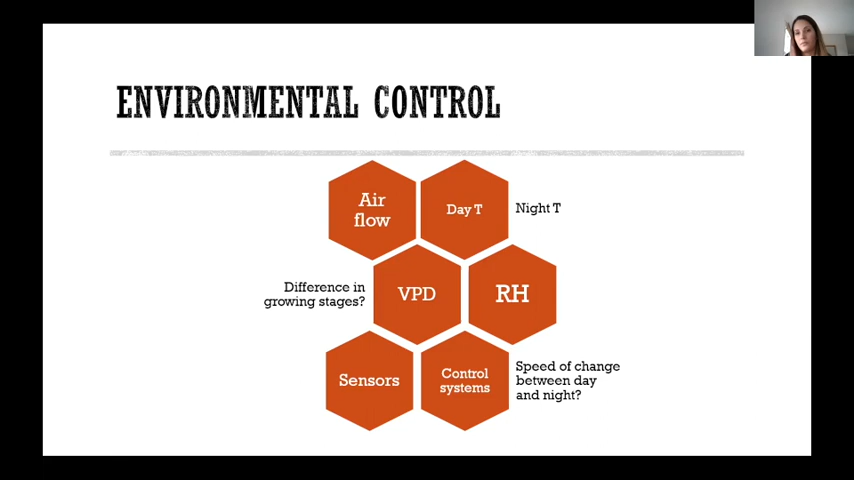 ENVIRONMENTAL CONTROL
Air
flow
Day T
Night T
Difference in
growing stages?
VPD
RH
Sensors
Control
systems
Speed of change
between day
and night?